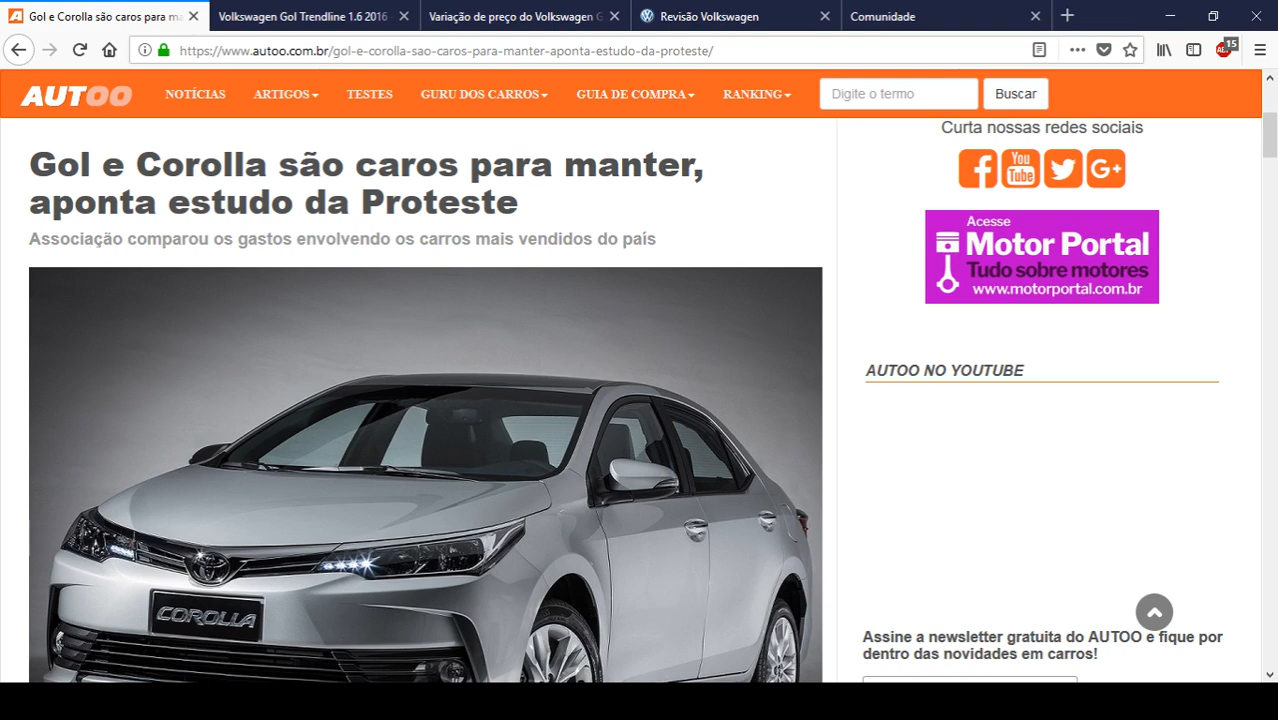 Gol e Corolla são caros para ma
Volkswagen Gol Trendline 1.6 2016
Variação de preço do Volkswagen G
Revisão Volkswagen
Comunidade
https://www.autoo.com.br/gol-e-corolla-sao-caros-para-manter-aponta-estudo-da-proteste/
15
AUTOO
NOTÍCIAS
ARTIGOS
TESTES
GURU DOS CARROS
GUIA DE COMPRA
RANKING
Digite o termo
Buscar
Gol e Corolla são caros para manter,
aponta estudo da Proteste
Associação comparou os gastos envolvendo os carros mais vendidos do país
COROLLA
Curta nossas redes sociais
You
Tube
G+
Acesse
Motor Portal
Tudo sobre motores
www.motorportal.com.br
AUTOO NO YOUTUBE
Assine a newsletter gratuita do AUTOO e fique por
dentro das novidades em carros!